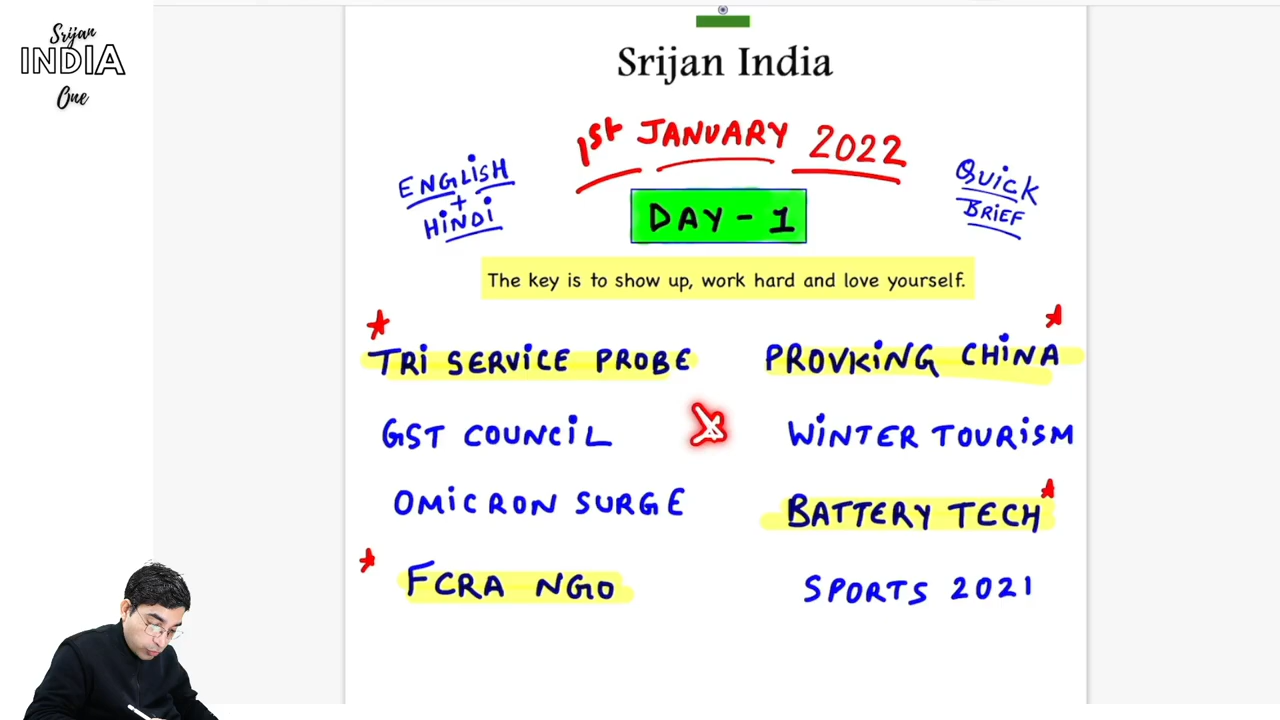 Srijan
INDIA
One
Srijan India
1st JANUARY 2022
ENGLISH
+
HINDI
QUICK
BRIEF
DAY - 1
The key is to show up, work hard and love yourself.
TRI SERVICE PROBE
PROVKING CHINA
GST COUNCIL
WINTER TOURISM
OMICRON SURGE
BATTERY TECH
FCRA NGO
SPORTS 2021